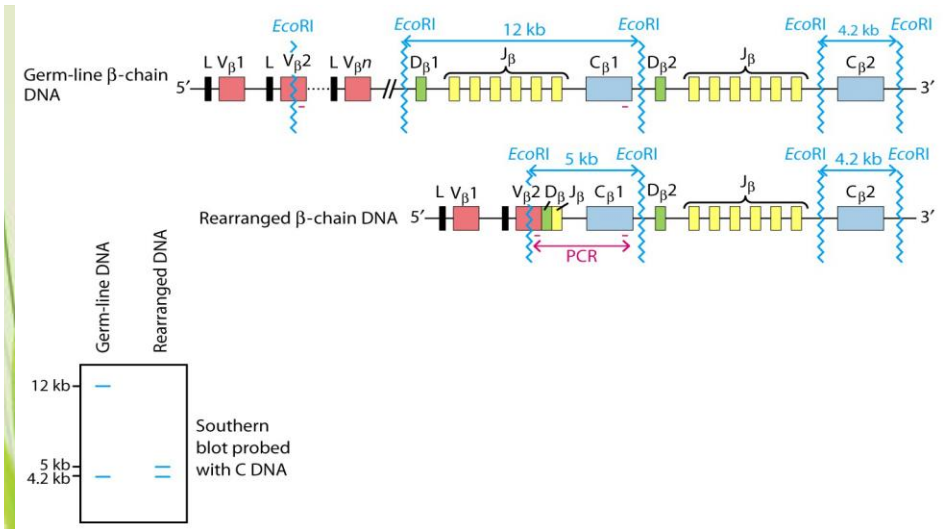 EcoRI EcoRI EcoRI EcoRI EcoRI
12 kb 4.2 kb
L Vβ1 L Vβ2 L Vβn Dβ1 Jβ Cβ1 Dβ2 Jβ Cβ2
Germ-line β-chain
DNA
5′ 3′
EcoRI 5 kb EcoRI EcoRI 4.2 kb EcoRI
L Vβ1 Vβ2 Dβ Jβ Cβ1 Dβ2 Jβ Cβ2
Rearranged β-chain DNA 5′ 3′
PCR
Germ-line DNA
Rearranged DNA
12 kb
5 kb
4.2 kb
Southern
blot probed
with C DNA